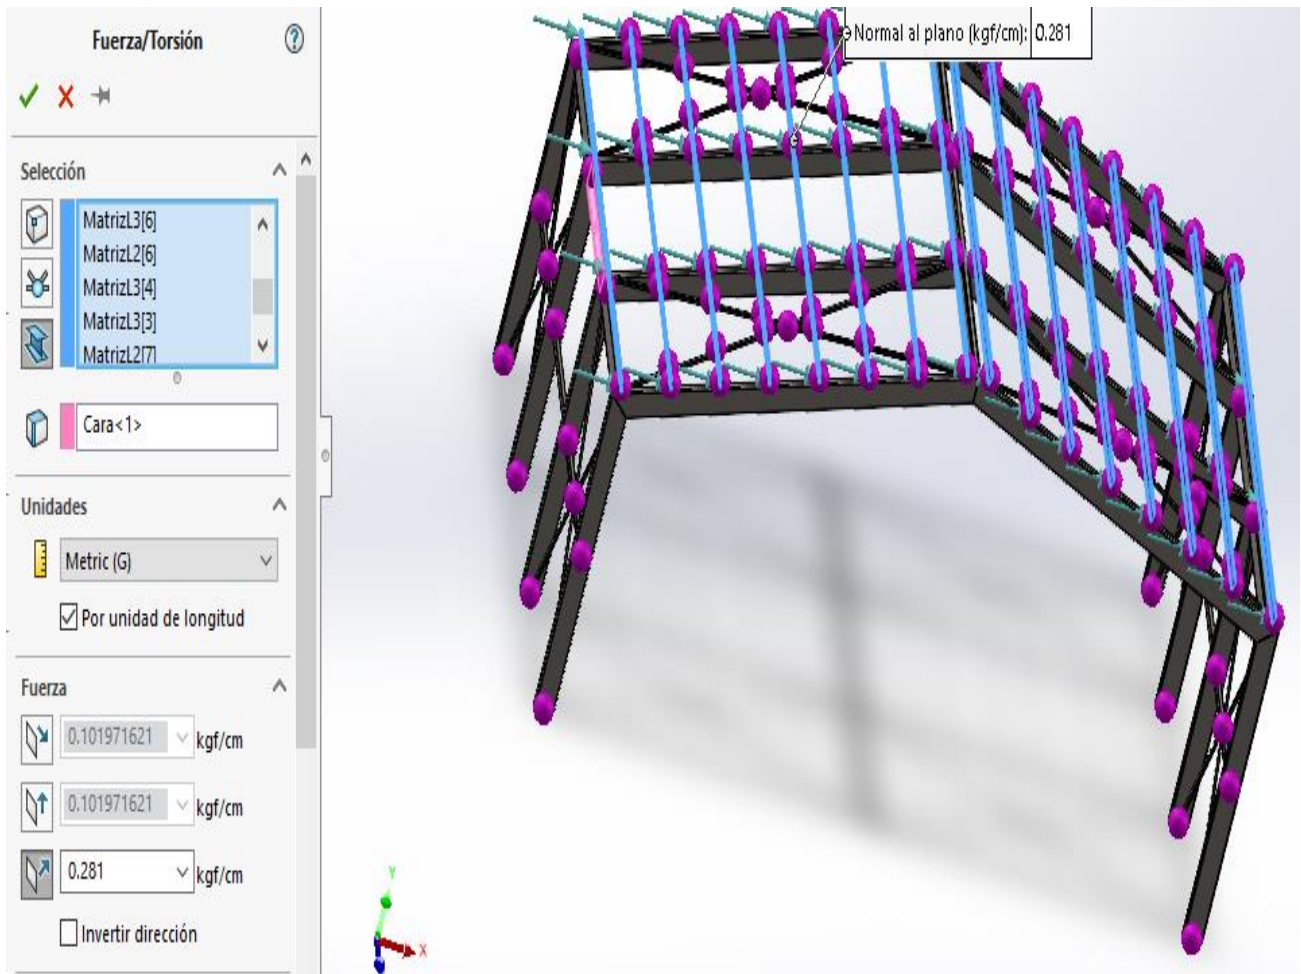 Fuerza/Torsión
?
Selección
MatrizL3[6]
MatrizL2[6]
MatrizL3[4]
MatrizL3[3]
MatrizL2[7]
Cara<1>
Unidades
Metric (G)
Por unidad de longitud
Fuerza
0.101971621 kgf/cm
0.101971621 kgf/cm
0.281 kgf/cm
Invertir dirección
Normal al plano (kgf/cm): 0.281
Y
X